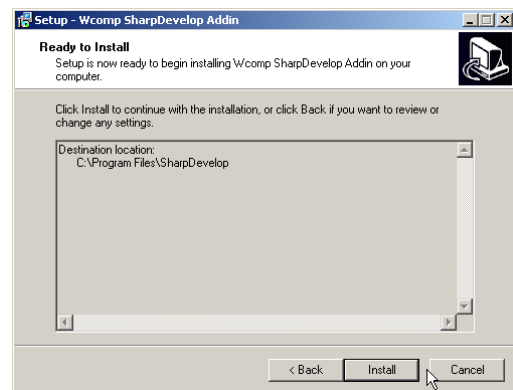 Setup - Wcomp SharpDevelop Addin
Ready to Install
Setup is now ready to begin installing Wcomp SharpDevelop Addin on your
computer.
Click Install to continue with the installation, or click Back if you want to review or
change any settings.
Destination location:
C:\Program Files\SharpDevelop
< Back
Install
Cancel